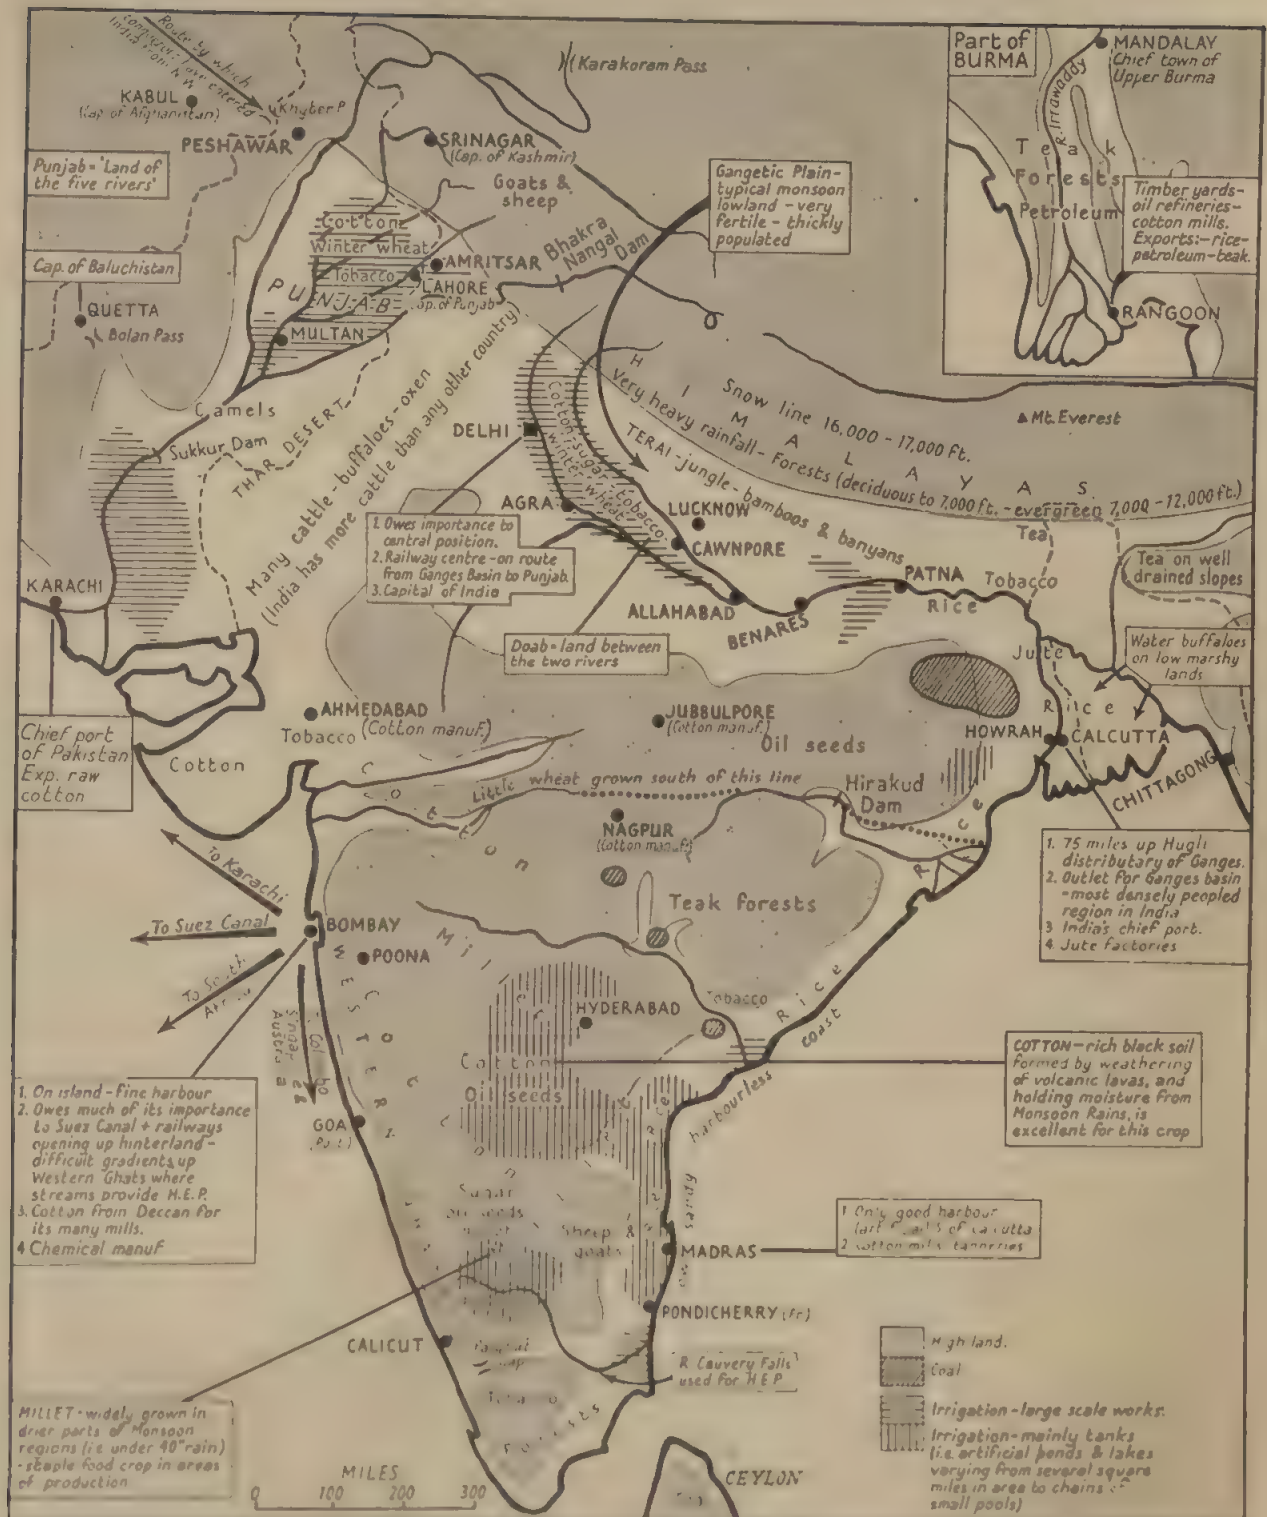 Route by which
conquerors have entered
India from N.W.
KABUL
(Cap. of Afghanistan)
Khyber P.
PESHAWAR
Karakoram Pass
SRINAGAR
(Cap. of Kashmir)
Goats &
sheep
Punjab = 'Land of
the five rivers'
Cotton
Winter wheat
Tobacco
AMRITSAR
LAHORE
Cap. of Punjab
PUNJAB
MULTAN
Bhakra
Nangal
Dam
Cap. of Baluchistan
QUETTA
Bolan Pass
Gangetic Plain-
typical monsoon
lowland - very
fertile - thickly
populated
Part of
BURMA
MANDALAY
Chief town of
Upper Burma
R. Irrawaddy
Teak
Forests
Petroleum
Timber yards-
oil refineries-
cotton mills.
Exports:-rice-
petroleum-teak.
RANGOON
Camels
Sukkur Dam
THAR DESERT
Many cattle - buffaloes - oxen
(India has more cattle than any other country)
DELHI
HIMALAYAS
Snow line 16,000 - 17,000 ft.
Very heavy rainfall - Forests (deciduous to 7,000 ft. - evergreen 7,000 - 12,000 ft.)
TERAI - jungle - bamboos & banyans
Mt. Everest
Cotton-sugar-tobacco-
winter wheat
AGRA
LUCKNOW
CAWNPORE
1. Owes importance to
central position.
2. Railway centre - on route
from Ganges Basin to Punjab.
3. Capital of India
Tea
Tea on well
drained slopes
KARACHI
ALLAHABAD
BENARES
PATNA
Tobacco
Rice
Doab = land between
the two rivers
Jute
Water buffaloes
on low marshy
lands
Rice
Chief port
of Pakistan
Exp. raw
cotton
AHMEDABAD
(Cotton manuf.)
Tobacco
Cotton
JUBBULPORE
(Cotton manuf.)
Oil seeds
HOWRAH
CALCUTTA
CHITTAGONG
Little wheat grown south of this line
Cotton
Hirakud
Dam
Rice
NAGPUR
(Cotton manuf.)
Teak forests
1. 75 miles up Hugli
distributary of Ganges.
2. Outlet for Ganges basin
- most densely peopled
region in India
3 India's chief port.
4. Jute factories
To Karachi
To Suez Canal
To South
BOMBAY
POONA
HYDERABAD
Tobacco
Rice
WESTERN
Cotton
Oil seeds
harbourless
coast
sandy
COTTON - rich black soil
formed by weathering
of volcanic lavas, and
holding moisture from
Monsoon Rains, is
excellent for this crop
1. On island - fine harbour
2. Owes much of its importance
to Suez Canal + railways
opening up hinterland -
difficult gradients up
Western Ghats where
streams provide H.E.P.
3. Cotton from Deccan for
its many mills.
4 Chemical manuf
GOA
Sugar
Sheep &
goats
1 Only good harbour
2 Cotton mills, tanneries
MADRAS
PONDICHERRY (Fr)
CALICUT
R Cauvery Falls
used for H E P
Forests
MILLET - widely grown in
drier parts of Monsoon
regions (i.e. under 40" rain)
- staple food crop in areas
of production
CEYLON
MILES
0 100 200 300
High land.
Coal
Irrigation - large scale works.
Irrigation - mainly tanks
(i.e. artificial ponds & lakes
varying from several square
miles in area to chains of
small pools)